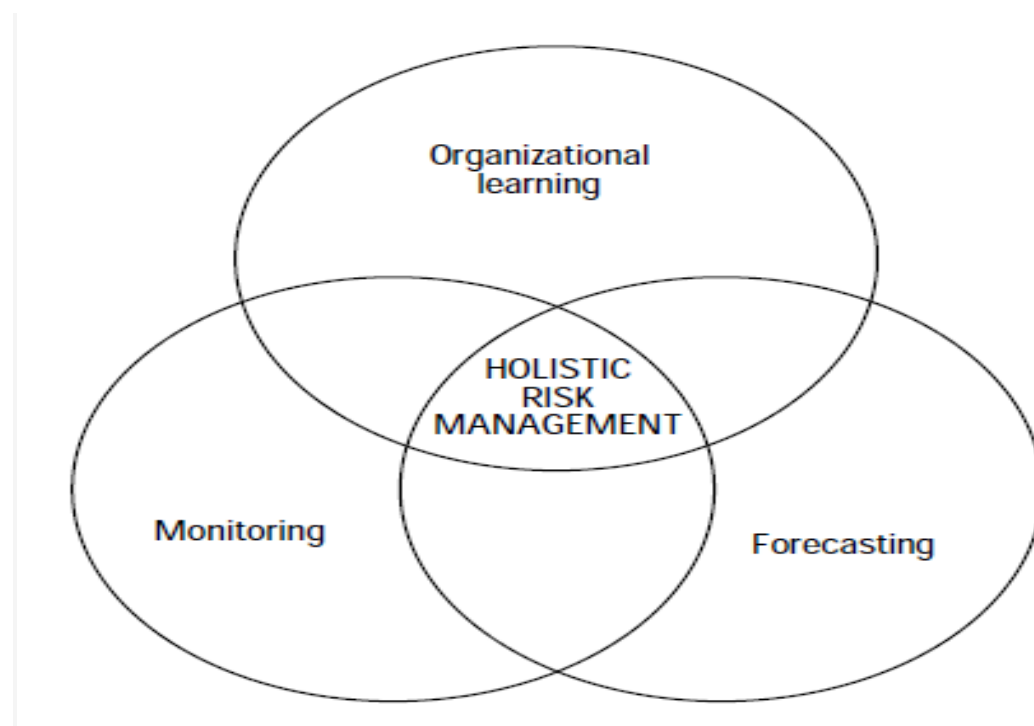 Organizational
learning
HOLISTIC
RISK
MANAGEMENT
Monitoring
Forecasting